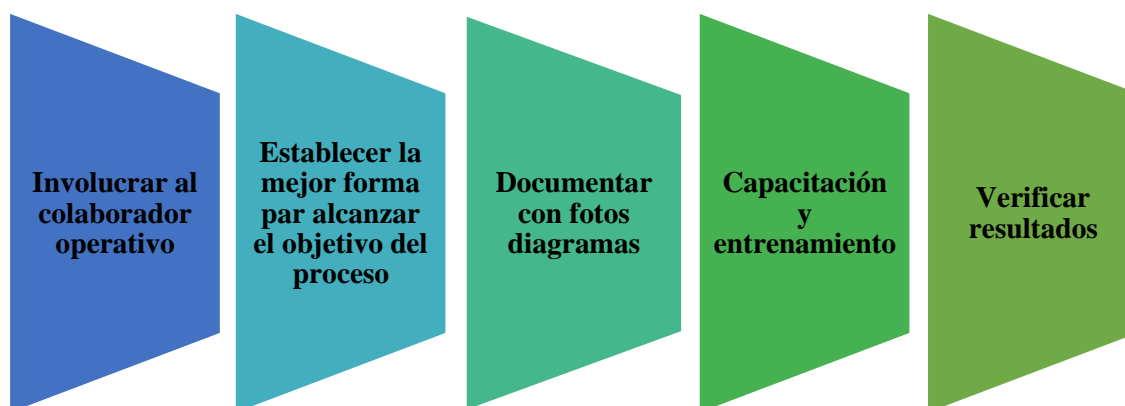 Involucrar al
colaborador
operativo
Establecer la
mejor forma
par alcanzar
el objetivo del
proceso
Documentar
con fotos
diagramas
Capacitación
y
entrenamiento
Verificar
resultados